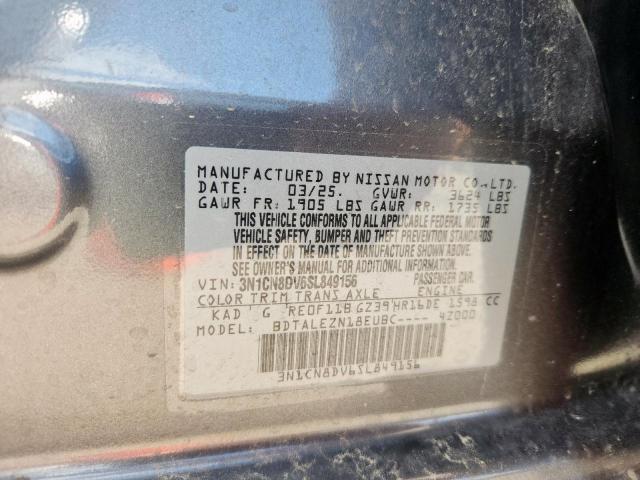 MANUFACTURED BY NISSAN MOTOR CO.,LTD.
DATE: 03/25. GVWR: 3624 LBS
GAWR FR: 1905 LBS GAWR RR: 1735 LBS
THIS VEHICLE CONFORMS TO ALL APPLICABLE FEDERAL MOTOR
VEHICLE SAFETY, BUMPER AND THEFT PREVENTION STANDARDS
IN EFFECT ON THE DATE OF MANUFACTURE SHOWN ABOVE.
SEE OWNER'S MANUAL FOR ADDITIONAL INFORMATION.
VIN: 3N1CN8DV6SL849156 PASSENGER CAR.
COLOR TRIM TRANS AXLE
KAD G RE0F11B GZ39 HR16DE 1598 CC
MODEL: BDTALEZN18EUBC---- 42000
3N1CN8DV6SL849156